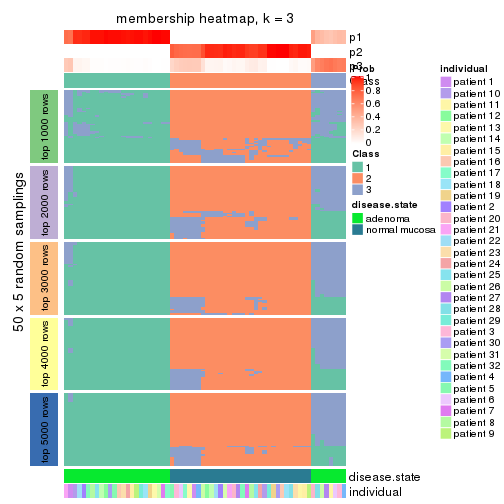 membership heatmap, k = 3
p1
p2
p3
Prob
Class
1
0.8
0.6
0.4
0.2
0
Class
1
2
3
disease.state
adenoma
normal mucosa
individual
patient 1
patient 10
patient 11
patient 12
patient 13
patient 14
patient 15
patient 16
patient 17
patient 18
patient 19
patient 2
patient 20
patient 21
patient 22
patient 23
patient 24
patient 25
patient 26
patient 27
patient 28
patient 29
patient 3
patient 30
patient 31
patient 32
patient 4
patient 5
patient 6
patient 7
patient 8
patient 9
50 x 5 random samplings
top 1000 rows
top 2000 rows
top 3000 rows
top 4000 rows
top 5000 rows
disease.state
individual